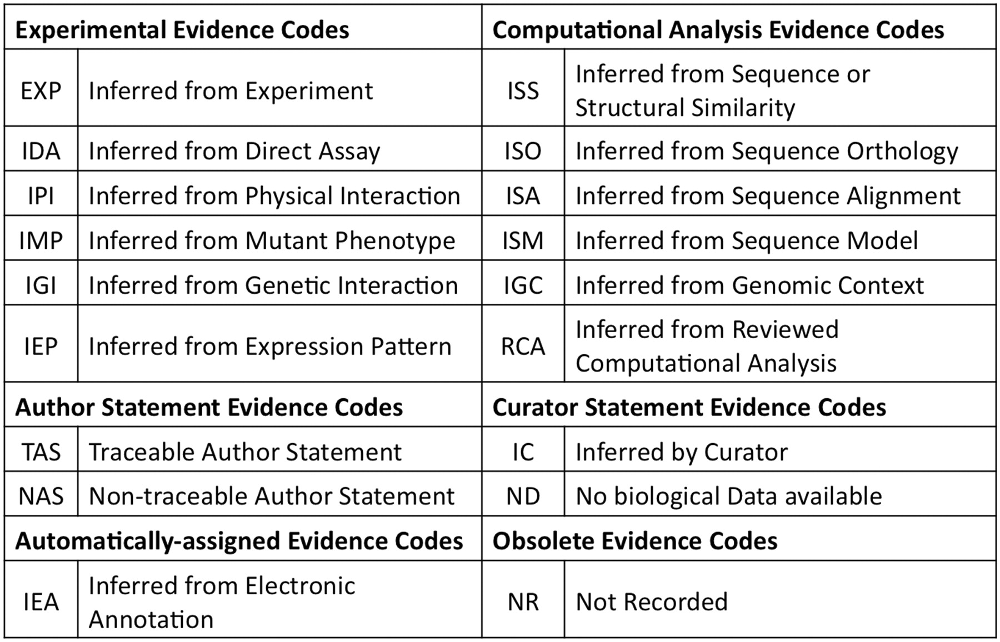 Experimental Evidence Codes
Computational Analysis Evidence Codes
EXP Inferred from Experiment
ISS Inferred from Sequence or
Structural Similarity
IDA Inferred from Direct Assay
ISO Inferred from Sequence Orthology
IPI Inferred from Physical Interaction
ISA Inferred from Sequence Alignment
IMP Inferred from Mutant Phenotype
ISM Inferred from Sequence Model
IGI Inferred from Genetic Interaction
IGC Inferred from Genomic Context
IEP Inferred from Expression Pattern
RCA Inferred from Reviewed
Computational Analysis
Author Statement Evidence Codes
Curator Statement Evidence Codes
TAS Traceable Author Statement
IC Inferred by Curator
NAS Non-traceable Author Statement
ND No biological Data available
Automatically-assigned Evidence Codes
Obsolete Evidence Codes
IEA Inferred from Electronic
Annotation
NR Not Recorded